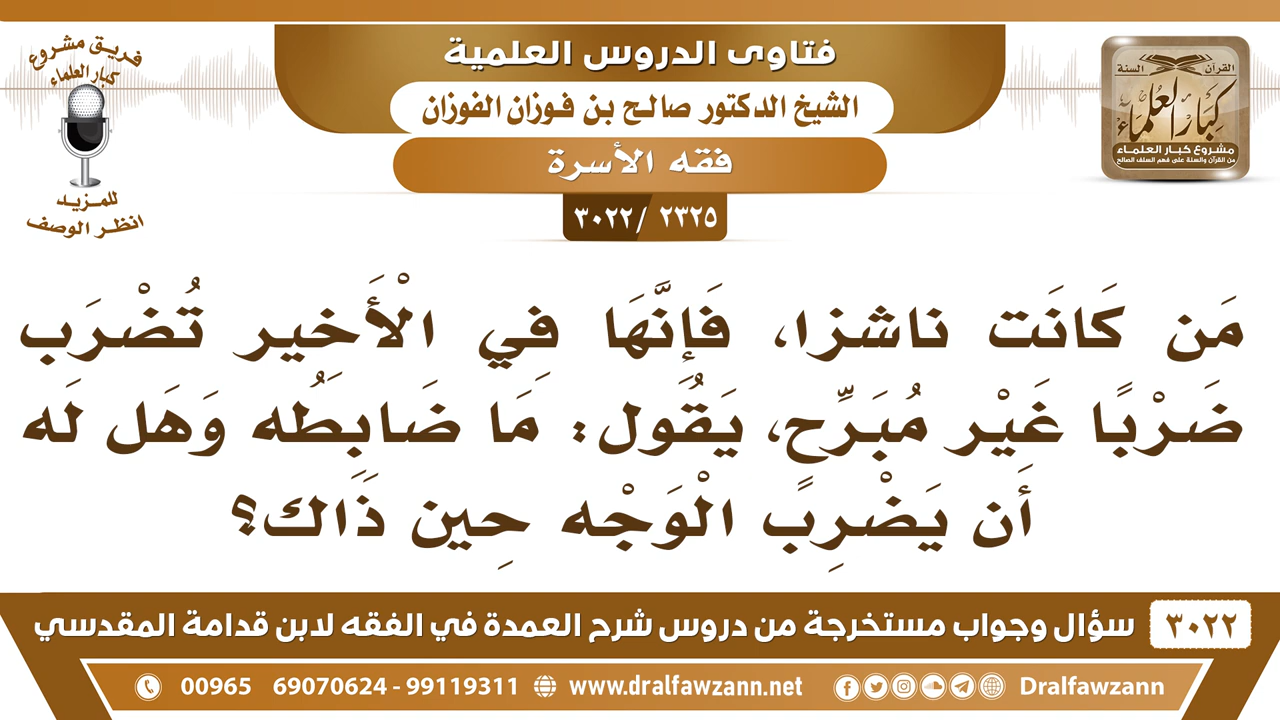 فريق مشروع
كبار العلماء
للمزيد
انظر الوصف
فتاوى الدروس العلمية
الشيخ الدكتور صالح بن فوزان الفوزان
فقه الأسرة
٢٣٢٥ / ٣٠٢٢
القرآن السنة
كبار العلماء
مشروع كبار العلماء
من القرآن والسنة على فهم السلف الصالح
مَن كَانَت ناشزا، فَإِنَّهَا في الْأَخير تُضْرَب
ضَرْبًا غَيْر مُبَرِّح، يَقُول: مَا ضَابِطُه وَهَل لَه
أَن يَضْرِبَ الْوَجْه حِين ذَاك؟
٣٠٢٢ سؤال وجواب مستخرجة من دروس شرح العمدة في الفقه لابن قدامة المقدسي
00965 69070624 - 99119311 www.dralfawzann.net Dralfawzann